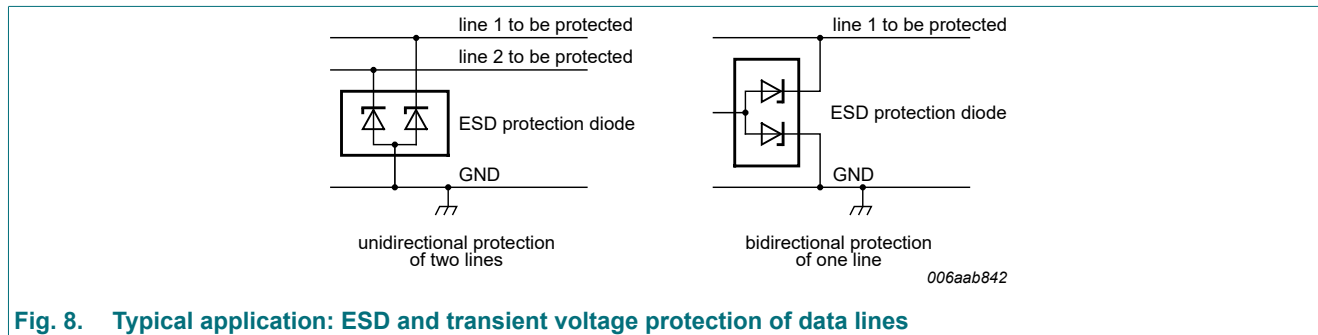 line 1 to be protected
line 2 to be protected
ESD protection diode
GND
unidirectional protection
of two lines
line 1 to be protected
ESD protection diode
GND
bidirectional protection
of one line
006aab842
Fig. 8. Typical application: ESD and transient voltage protection of data lines